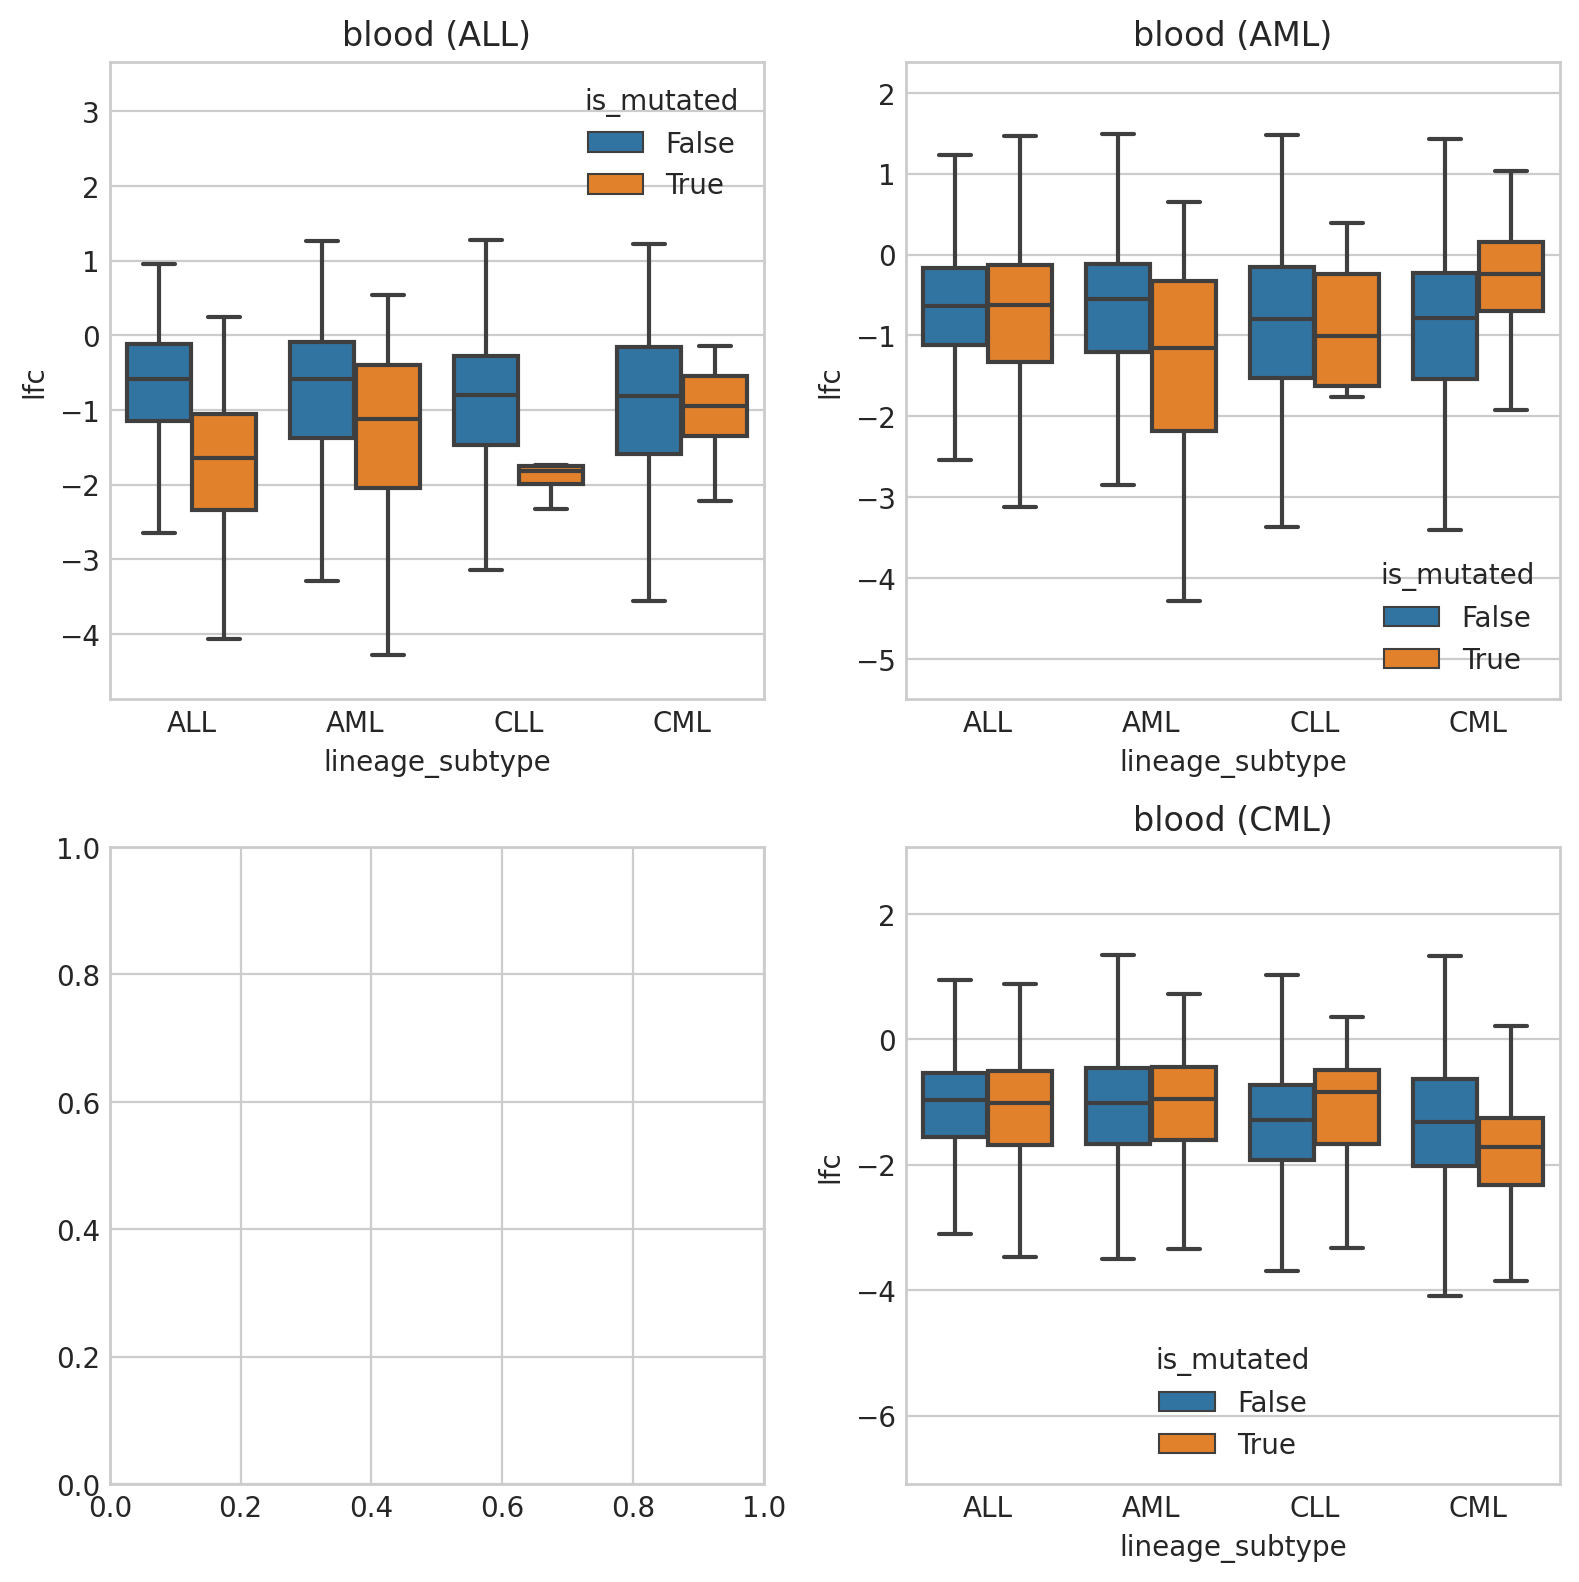 blood (ALL)
3
2
1
0
−1
−2
−3
−4
lfc
is_mutated
False
True
ALL AML CLL CML
lineage_subtype
blood (AML)
2
1
0
−1
−2
−3
−4
−5
lfc
is_mutated
False
True
ALL AML CLL CML
lineage_subtype
1.0
0.8
0.6
0.4
0.2
0.0
0.0 0.2 0.4 0.6 0.8 1.0
blood (CML)
2
0
−2
−4
−6
lfc
is_mutated
False
True
ALL AML CLL CML
lineage_subtype